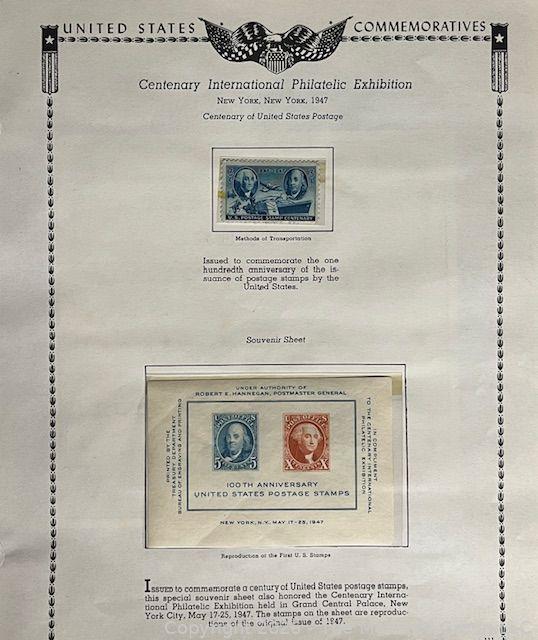 UNITED STATES COMMEMORATIVES
Centenary International Philatelic Exhibition
NEW YORK, NEW YORK, 1947
Centenary of United States Postage
U.S. POSTAGE STAMP CENTENARY
Methods of Transportation
Issued to commemorate the one
hundredth anniversary of the is-
suance of postage stamps by the
United States.
Souvenir Sheet
UNDER AUTHORITY OF
ROBERT E. HANNEGAN, POSTMASTER GENERAL
PRINTED BY THE
TREASURY DEPARTMENT
BUREAU OF ENGRAVING AND PRINTING
POST OFFICE
5 CENTS 5
POST OFFICE
X CENTS X
IN COMPLIMENT
TO THE CENTENARY INTERNATIONAL
PHILATELIC EXHIBITION
100TH ANNIVERSARY
UNITED STATES POSTAGE STAMPS
NEW YORK, N.Y., MAY 17-25, 1947
Reproduction of the First U. S. Stamps
ISSUED to commemorate a century of United States postage stamps,
this special souvenir sheet also honored the Centenary Interna-
tional Philatelic Exhibition held in Grand Central Palace, New
York City, May 17-25, 1947. The stamps on the sheet are reproduc-
tions of the original issue of 1847.
Copyright